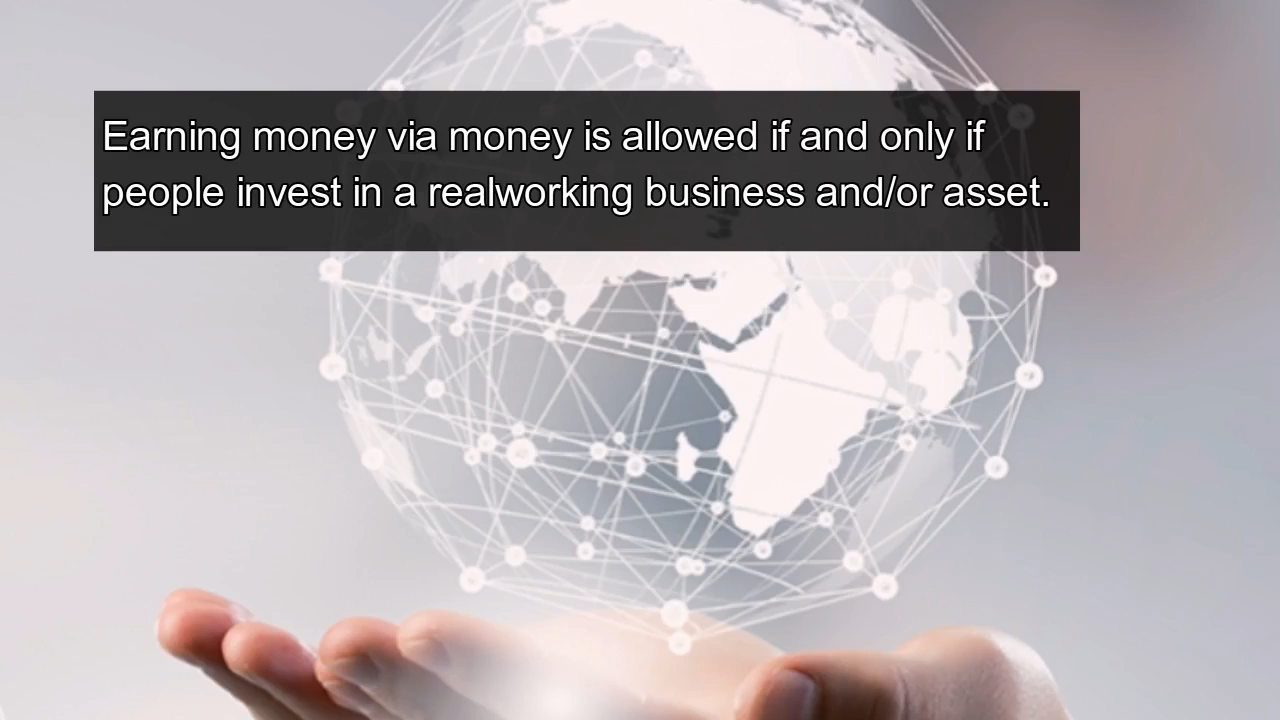 Earning money via money is allowed if and only if
people invest in a realworking business and/or asset.